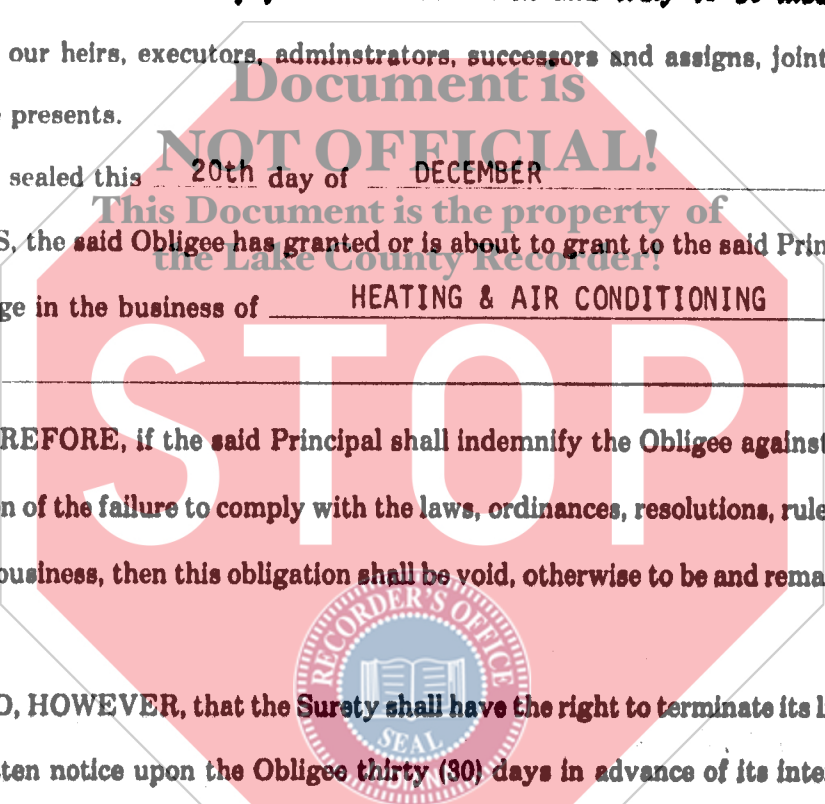 our heirs, executors, adminstrators, successors and assigns, joint
Document is
presents.
NOT OFFICIAL!
sealed this 20th day of DECEMBER
This Document is the property of
S, the said Obligee has granted or is about to grant to the said Prin
the Lake County Recorder!
ge in the business of HEATING & AIR CONDITIONING
STOP
REFORE, if the said Principal shall indemnify the Obligee against
n of the failure to comply with the laws, ordinances, resolutions, rule
business, then this obligation shall be void, otherwise to be and rema
RECORDER'S OFFICE
O, HOWEVER, that the Surety shall have the right to terminate its l
SEAL
ten notice upon the Obligee thirty (30) days in advance of its inte